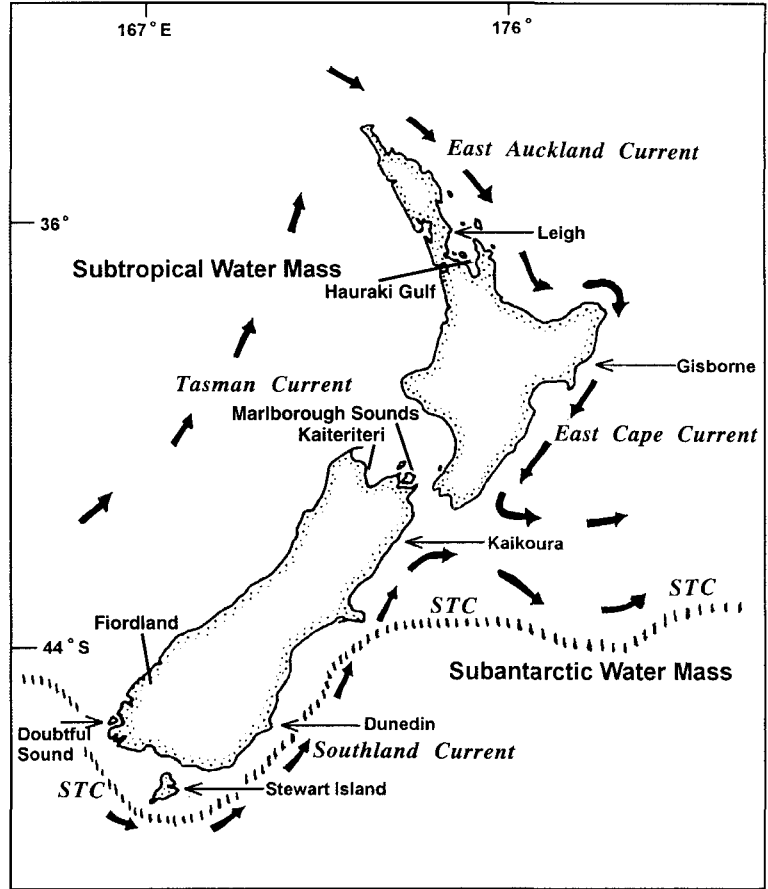 167°E
176°
East Auckland Current
36°
Leigh
Subtropical Water Mass
Hauraki Gulf
Gisborne
Tasman Current
Marlborough Sounds
Kaiteriteri
East Cape Current
Kaikoura
STC
STC
Fiordland
44°S
Subantarctic Water Mass
Doubtful
Sound
Dunedin
Southland Current
STC
Stewart Island